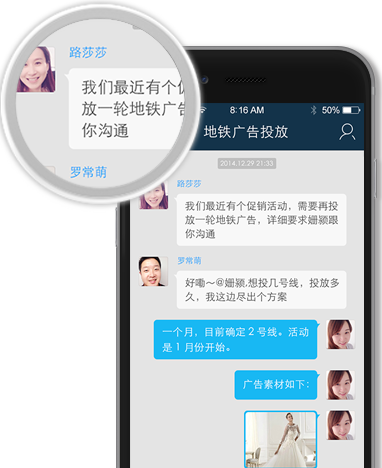 路莎莎
我们最近有个促
放一轮地铁广告
你沟通
罗常萌
8:16 AM
50%
地铁广告投放
2014.12.29 21:33
路莎莎
我们最近有个促销活动，需要再投
放一轮地铁广告，详细要求姗颍跟
你沟通
罗常萌
好嘞～@姗颍.想投几号线，投放多
久，我这边尽出个方案
一个月，目前确定 2 号线。活动
是 1 月份开始。
广告素材如下：